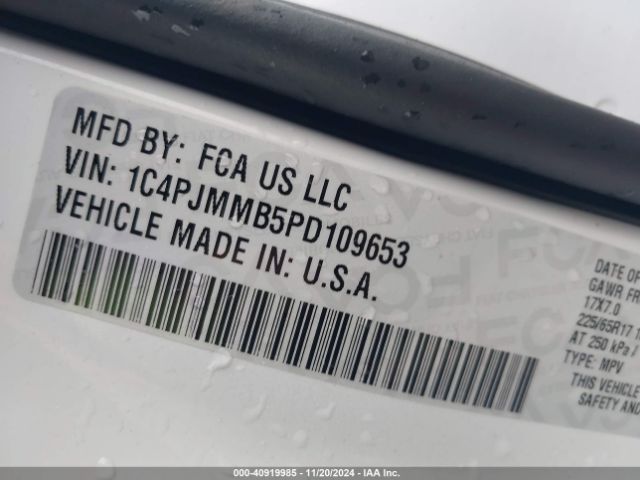 MFD BY: FCA US LLC
VIN: 1C4PJMMB5PD109653
VEHICLE MADE IN: U.S.A.
DATE OF
GAWR FR
17X7.0
225/65R17
AT 250 kPa /
TYPE: MPV
THIS VEHICLE
SAFETY AND
000-40919985 - 11/20/2024 - IAA Inc.